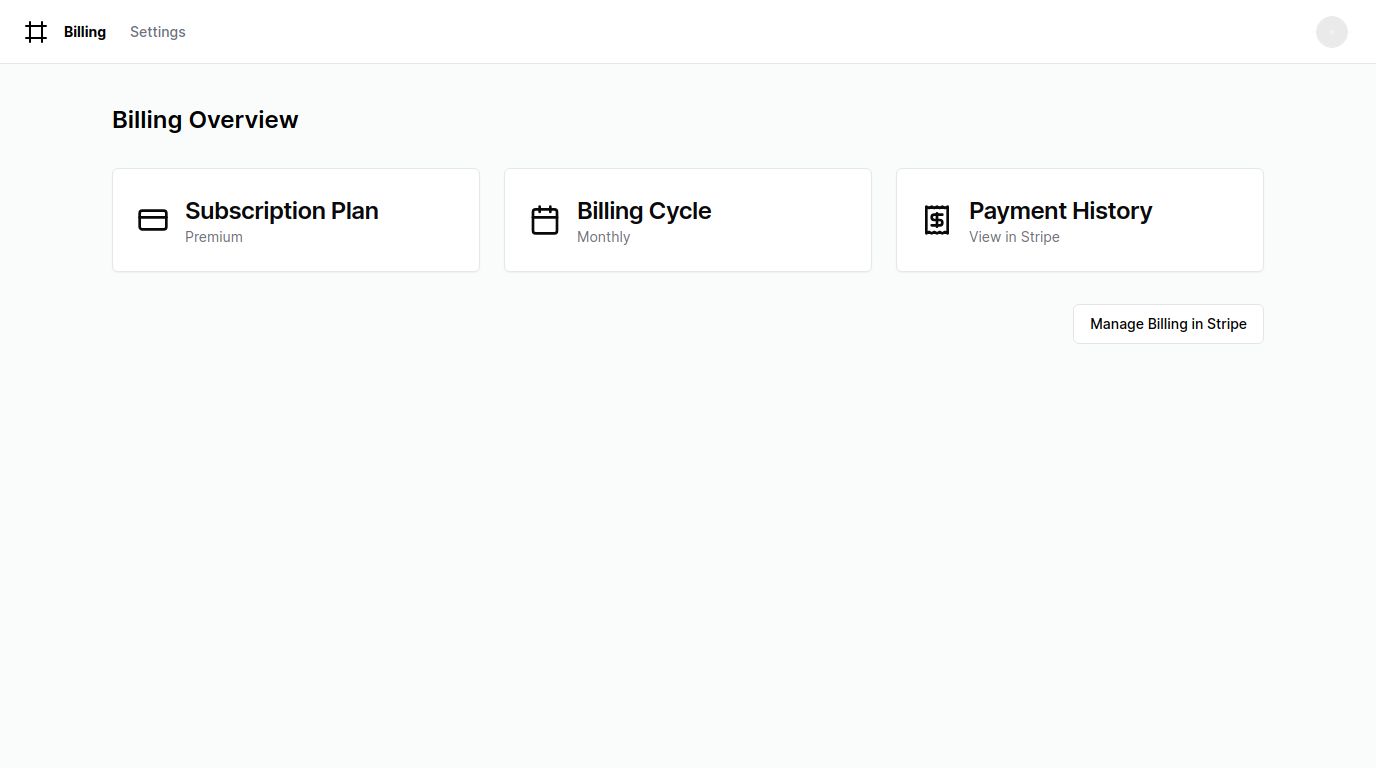 Billing
Settings
Billing Overview
Subscription Plan
Premium
Billing Cycle
Monthly
Payment History
View in Stripe
Manage Billing in Stripe